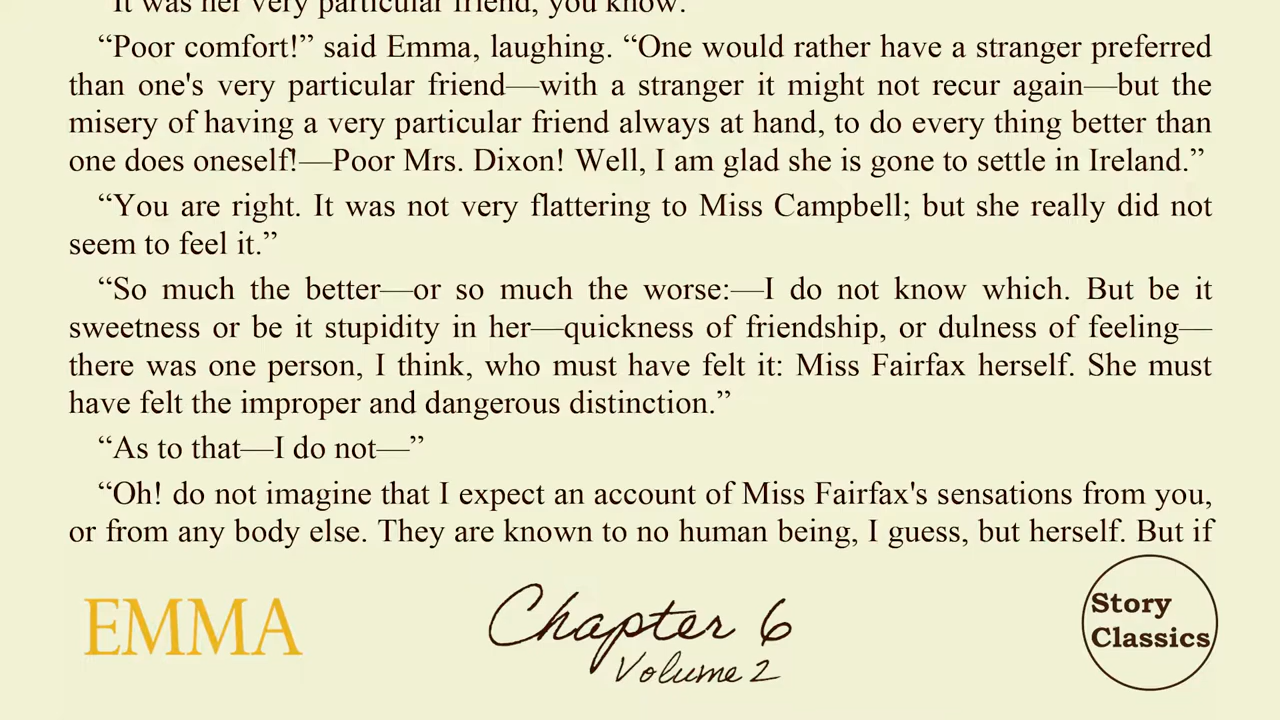 It was her very particular friend, you know.
“Poor comfort!” said Emma, laughing. “One would rather have a stranger preferred
than one's very particular friend—with a stranger it might not recur again—but the
misery of having a very particular friend always at hand, to do every thing better than
one does oneself!—Poor Mrs. Dixon! Well, I am glad she is gone to settle in Ireland.”
“You are right. It was not very flattering to Miss Campbell; but she really did not
seem to feel it.”
“So much the better—or so much the worse:—I do not know which. But be it
sweetness or be it stupidity in her—quickness of friendship, or dulness of feeling—
there was one person, I think, who must have felt it: Miss Fairfax herself. She must
have felt the improper and dangerous distinction.”
“As to that—I do not—”
“Oh! do not imagine that I expect an account of Miss Fairfax's sensations from you,
or from any body else. They are known to no human being, I guess, but herself. But if
EMMA
Chapter 6
Volume 2
Story
Classics